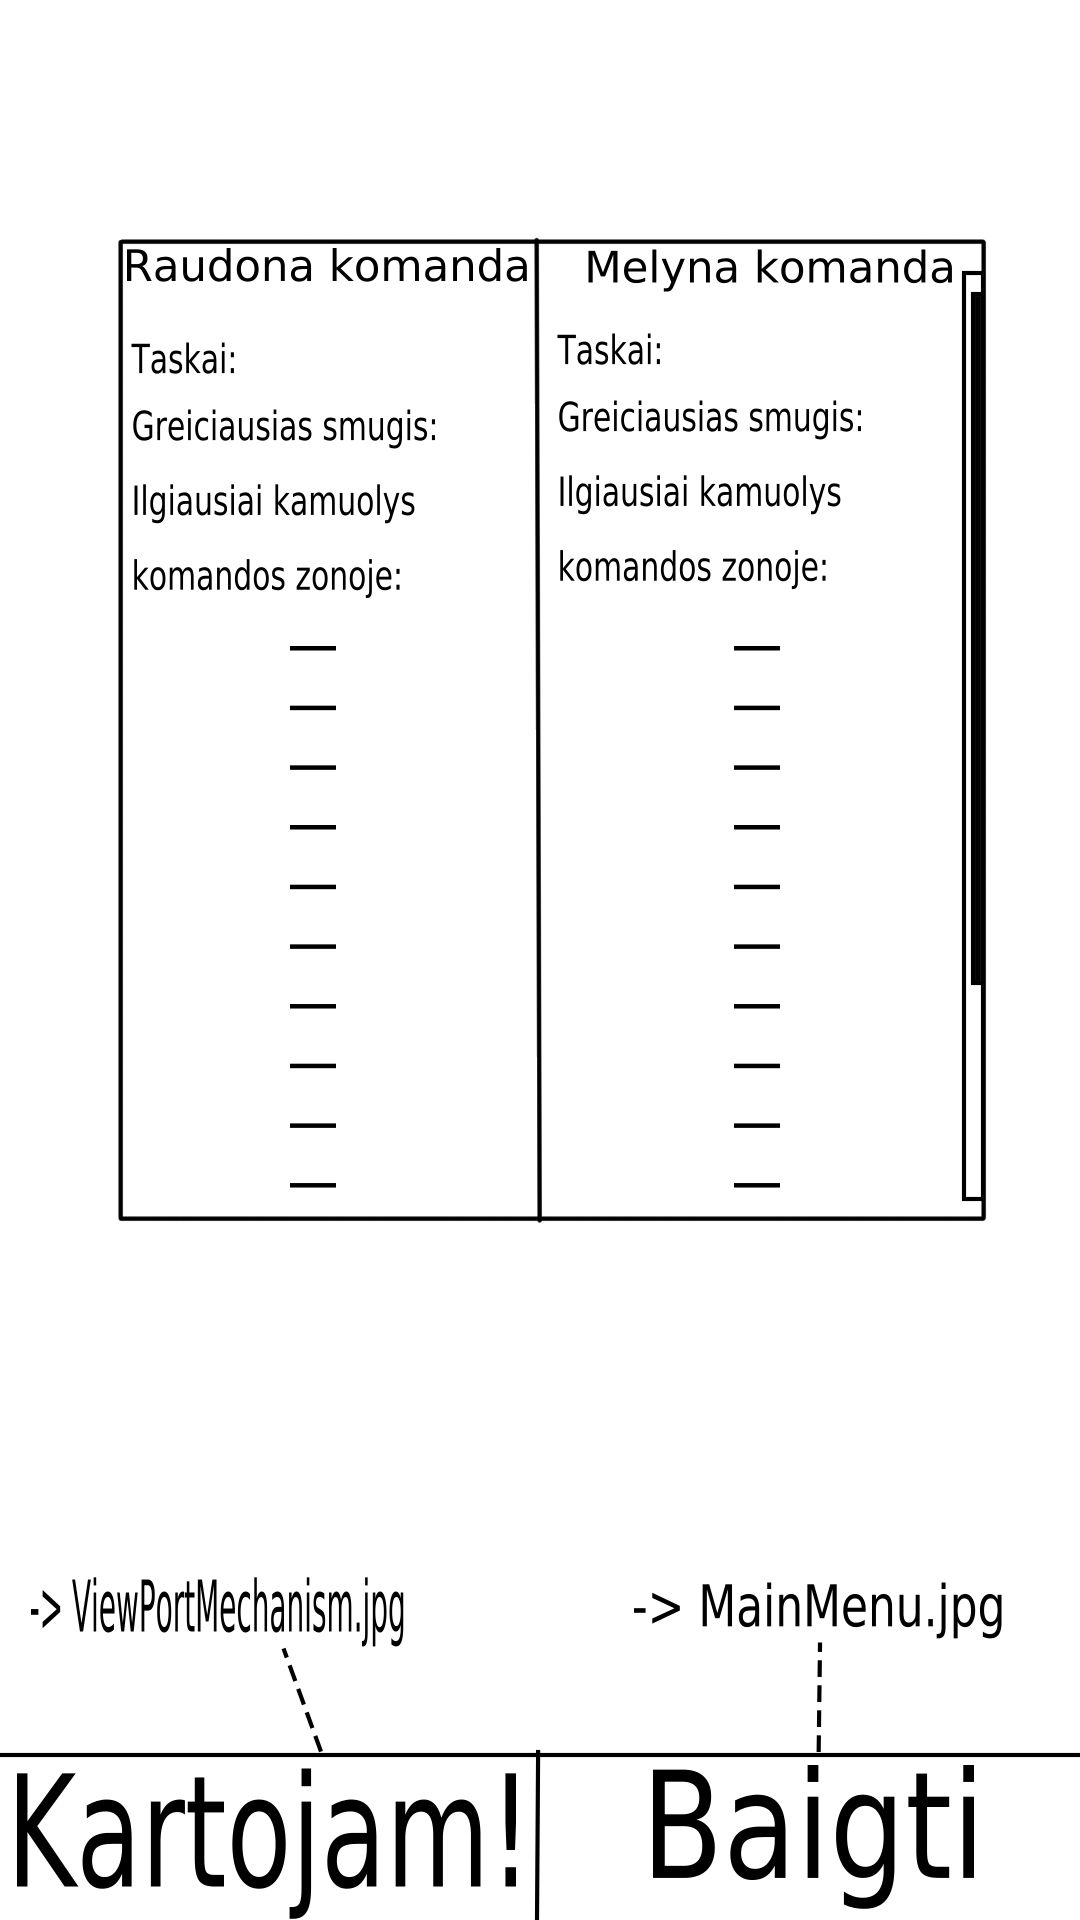 Raudona komanda
Taskai:
Greiciausias smugis:
Ilgiausiai kamuolys
komandos zonoje:
Melyna komanda
Taskai:
Greiciausias smugis:
Ilgiausiai kamuolys
komandos zonoje:
-> ViewPortMechanism.jpg
-> MainMenu.jpg
Kartojam!
Baigti